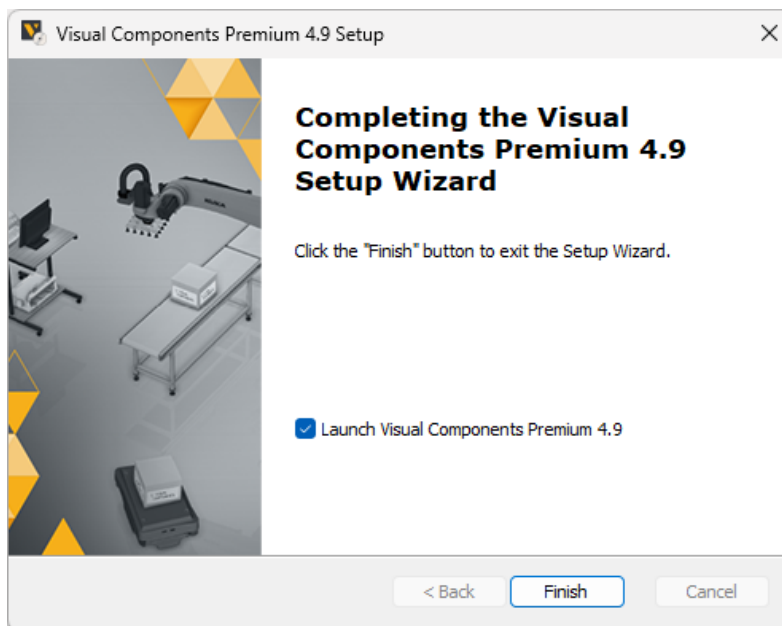 Visual Components Premium 4.9 Setup
Completing the Visual
Components Premium 4.9
Setup Wizard
Click the "Finish" button to exit the Setup Wizard.
Launch Visual Components Premium 4.9
< Back
Finish
Cancel